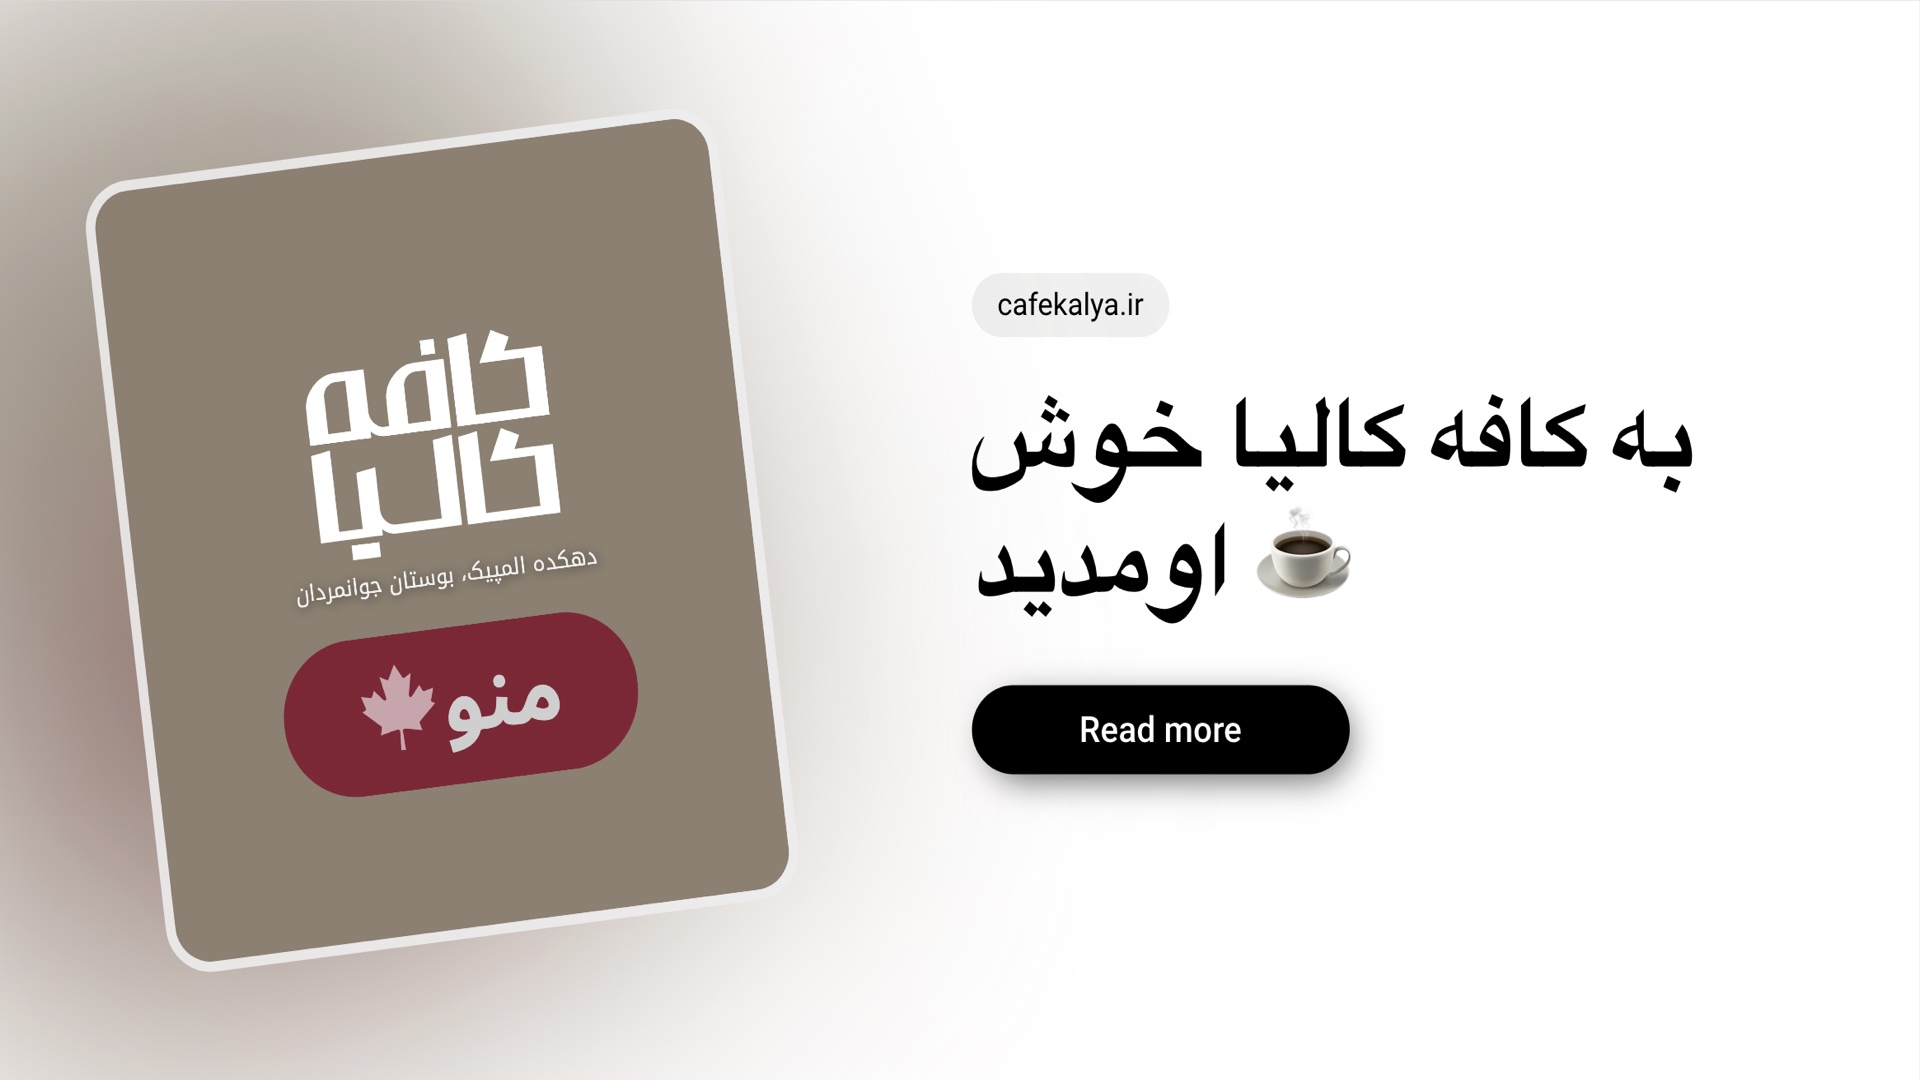 کافه
کالیا
دهکده المپیک، بوستان جوانمردان
منو
cafekalya.ir
به کافه کالیا خوش
اومدید ☕
Read more